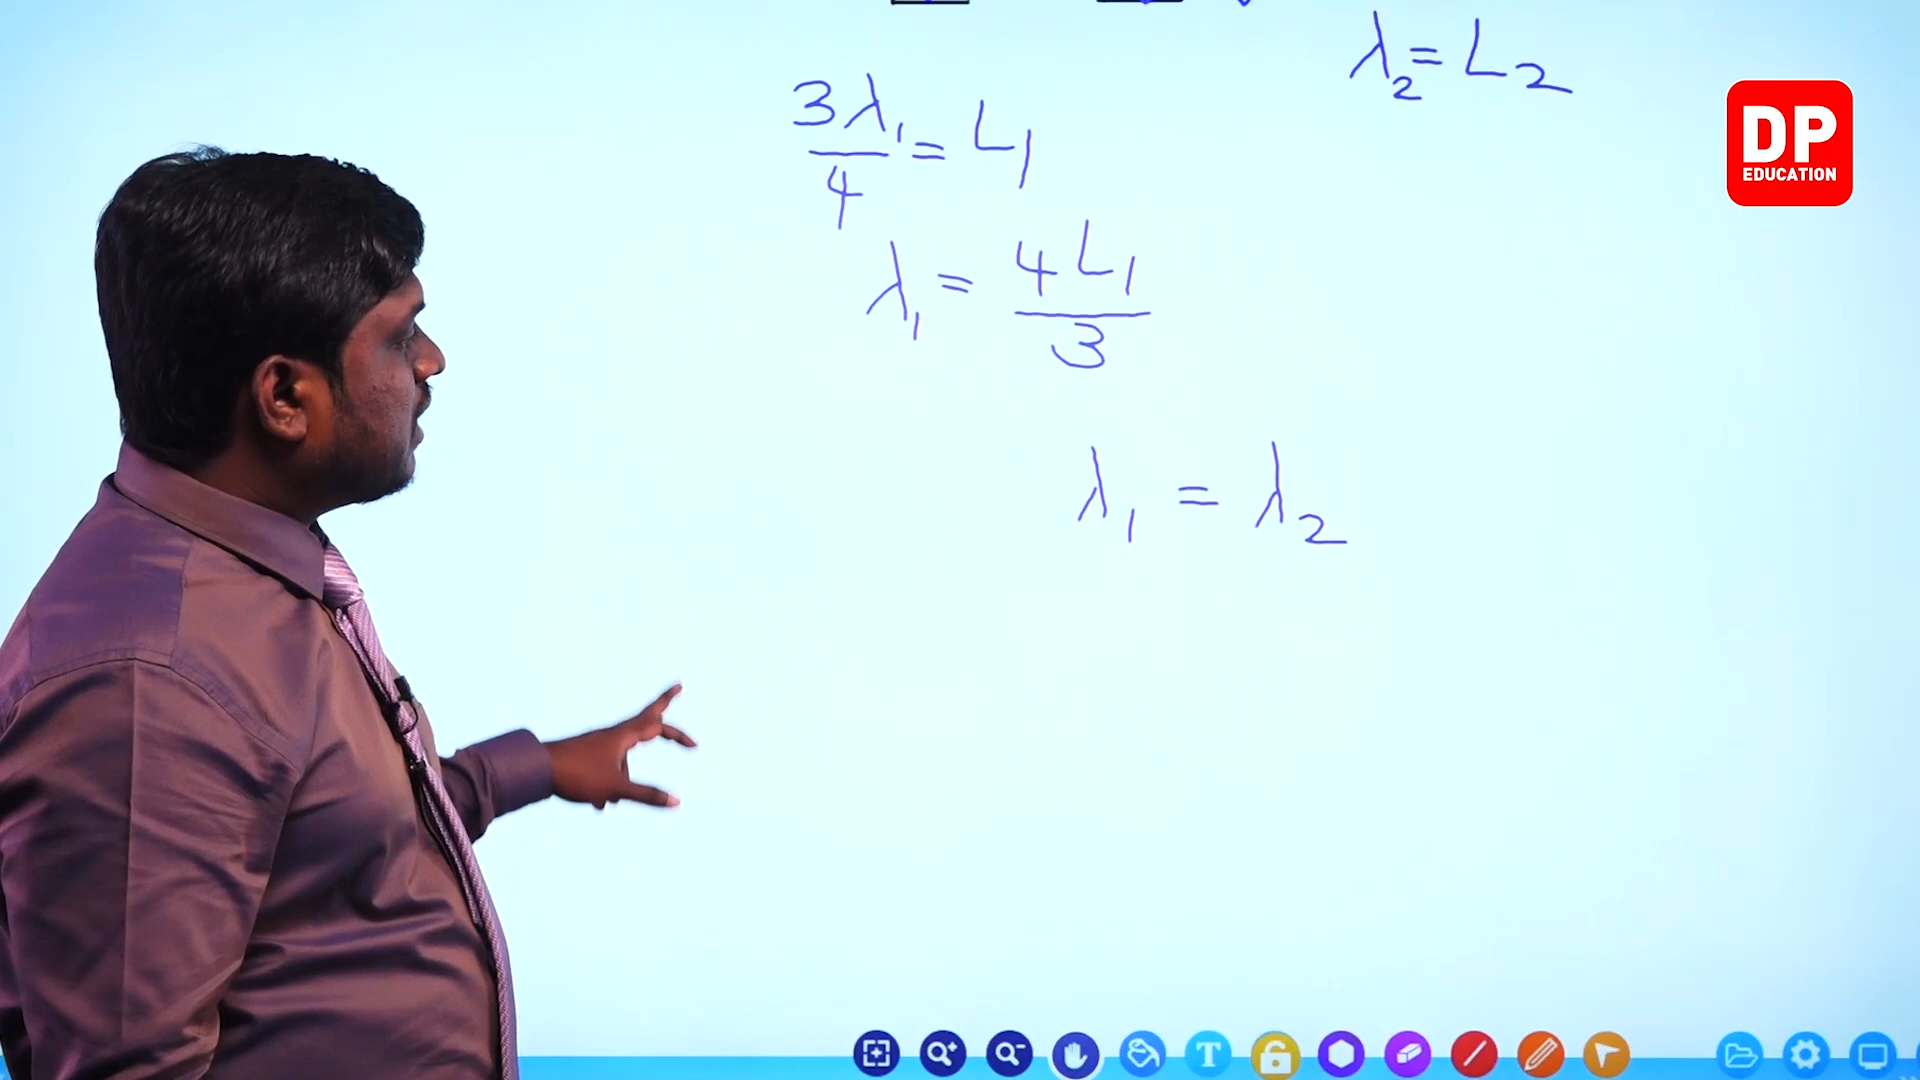 λ₂ = L₂
3λ₁/4 = L₁
λ₁ = 4L₁/3
λ₁ = λ₂
DP
EDUCATION
T